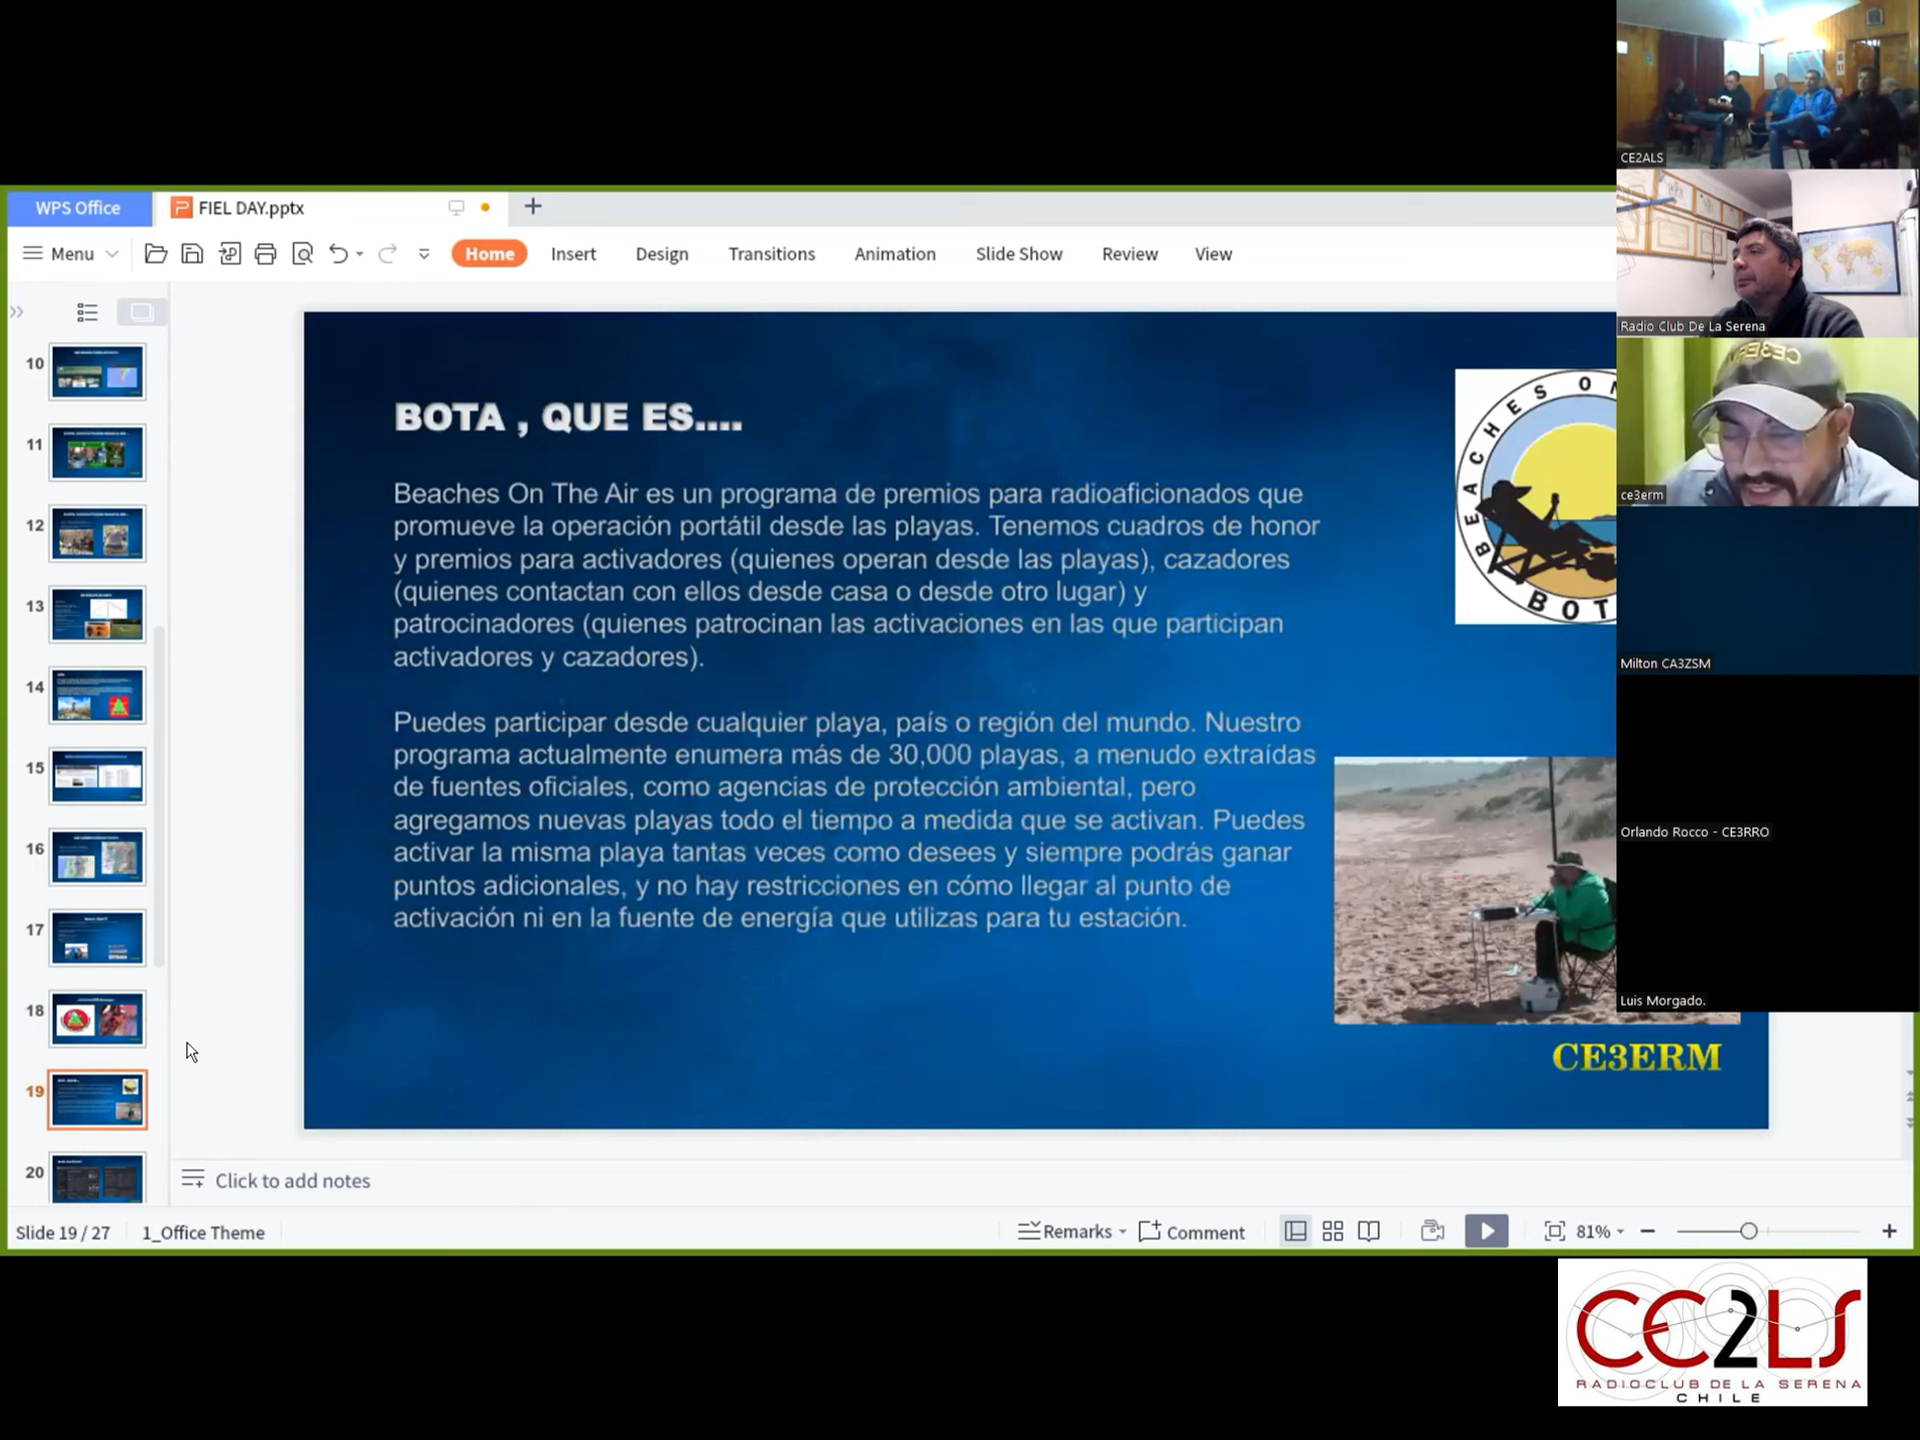 WPS Office
FIEL DAY.pptx
Menu
Home
Insert
Design
Transitions
Animation
Slide Show
Review
View
10
11
12
13
14
15
16
17
18
19
20
BOTA , QUE ES....
Beaches On The Air es un programa de premios para radioaficionados que
promueve la operación portátil desde las playas. Tenemos cuadros de honor
y premios para activadores (quienes operan desde las playas), cazadores
(quienes contactan con ellos desde casa o desde otro lugar) y
patrocinadores (quienes patrocinan las activaciones en las que participan
activadores y cazadores).
Puedes participar desde cualquier playa, país o región del mundo. Nuestro
programa actualmente enumera más de 30,000 playas, a menudo extraídas
de fuentes oficiales, como agencias de protección ambiental, pero
agregamos nuevas playas todo el tiempo a medida que se activan. Puedes
activar la misma playa tantas veces como desees y siempre podrás ganar
puntos adicionales, y no hay restricciones en cómo llegar al punto de
activación ni en la fuente de energía que utilizas para tu estación.
BEACHES ON
BOT
CE3ERM
CE2ALS
Radio Club De La Serena
CE3ERM
ce3erm
Milton CA3ZSM
Orlando Rocco - CE3RRO
Luis Morgado.
Click to add notes
Slide 19 / 27
1_Office Theme
Remarks
Comment
81%
CE2LS
RADIOCLUB DE LA SERENA
CHILE